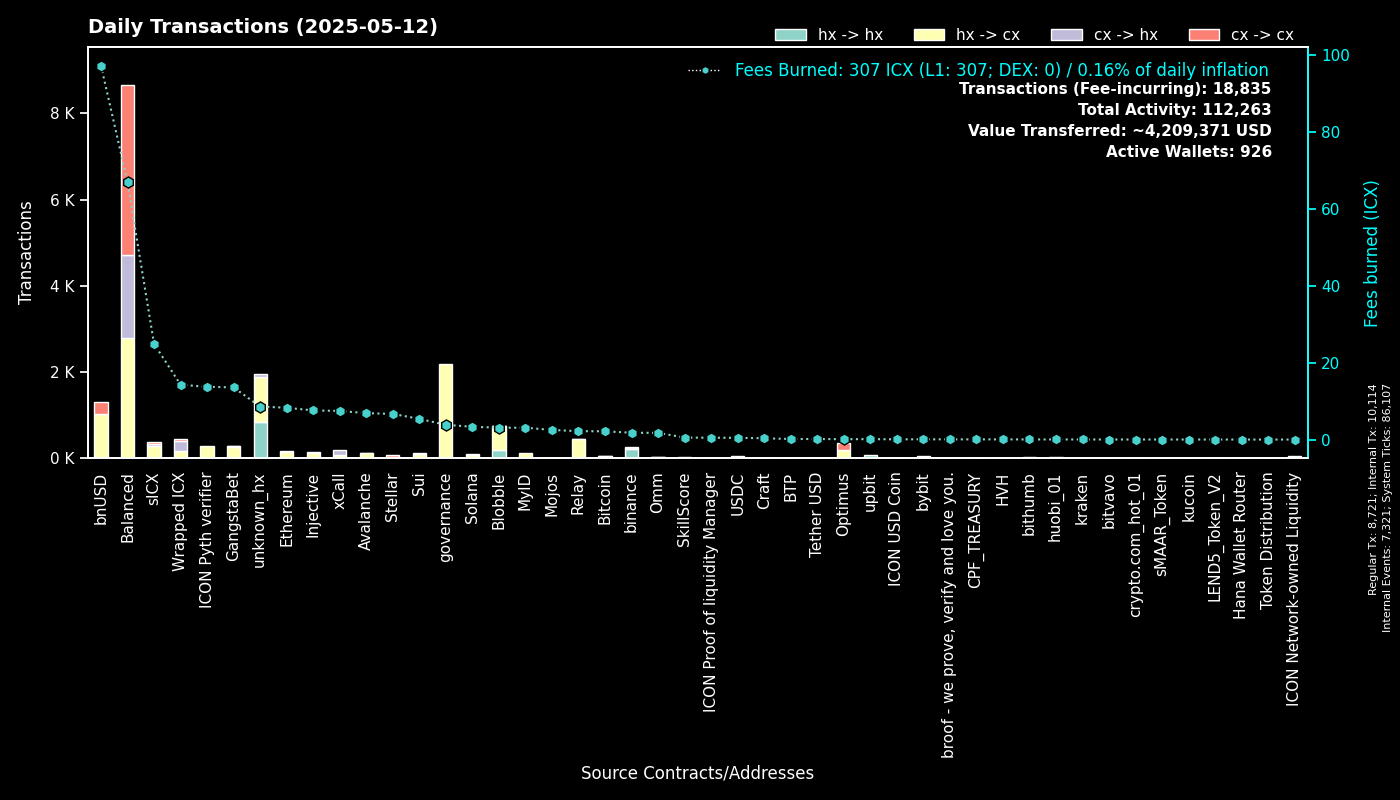 Daily Transactions (2025-05-12)
hx -> hx
hx -> cx
cx -> hx
cx -> cx
Fees Burned: 307 ICX (L1: 307; DEX: 0) / 0.16% of daily inflation
Transactions (Fee-incurring): 18,835
Total Activity: 112,263
Value Transferred: ~4,209,371 USD
Active Wallets: 926
Transactions
8 K
6 K
4 K
2 K
0 K
100
80
60
40
20
0
Fees burned (ICX)
bnUSD
Balanced
sICX
Wrapped ICX
ICON Pyth verifier
GangstaBet
unknown_hx
Ethereum
Injective
xCall
Avalanche
Stellar
Sui
governance
Solana
Blobble
MyID
Mojos
Relay
Bitcoin
binance
Omm
SkillScore
ICON Proof of liquidity Manager
USDC
Craft
BTP
Tether USD
Optimus
upbit
ICON USD Coin
bybit
broof - we prove, verify and love you.
CPF_TREASURY
HVH
bithumb
huobi_01
kraken
bitvavo
crypto.com_hot_01
sMAAR_Token
kucoin
LEND5_Token_V2
Hana Wallet Router
Token Distribution
ICON Network-owned Liquidity
Source Contracts/Addresses
Regular Tx: 8,721; Internal Tx: 10,114
Internal Events: 7,321; System Ticks: 86,107